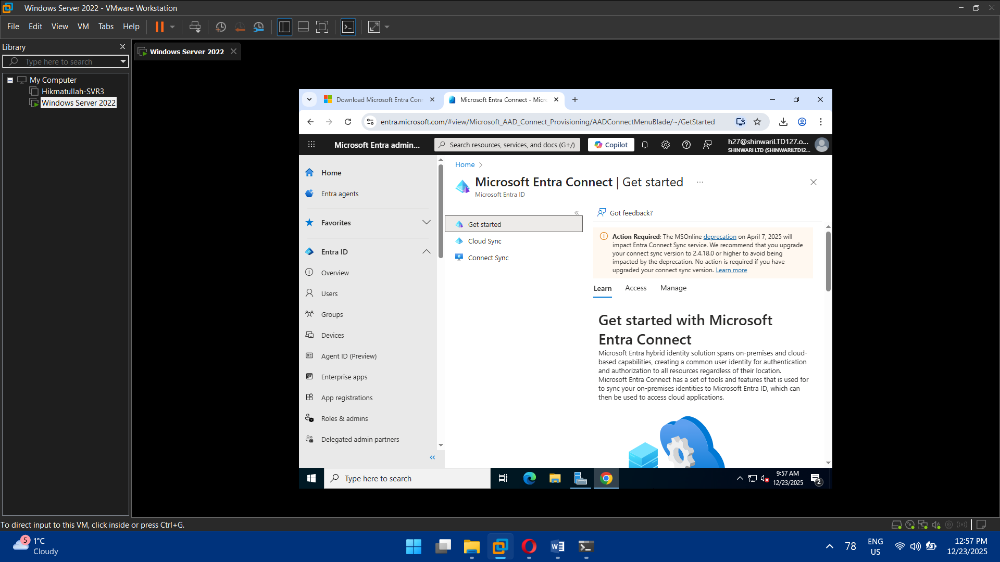 Windows Server 2022 - VMware Workstation
File Edit View VM Tabs Help
Library
Type here to search
My Computer
Hikmatullah-SVR3
Windows Server 2022
Windows Server 2022
Download Microsoft Entra Con
Microsoft Entra Connect - Micro
entra.microsoft.com/#view/Microsoft_AAD_Connect_Provisioning/AADConnectMenuBlade/~/GetStarted
Microsoft Entra admin...
Search resources, services, and docs (G+/)
Copilot
h27@shinwariLTD127.o...
SHINWARI LTD (SHINWARILTD12...
Home
Entra agents
Favorites
Entra ID
Overview
Users
Groups
Devices
Agent ID (Preview)
Enterprise apps
App registrations
Roles & admins
Delegated admin partners
Home
Microsoft Entra Connect | Get started
Microsoft Entra ID
Get started
Cloud Sync
Connect Sync
Got feedback?
Action Required: The MSOnline deprecation on April 7, 2025 will
impact Entra Connect Sync service. We recommend that you upgrade
your connect sync version to 2.4.18.0 or higher to avoid being
impacted by the deprecation. No action is required if you have
upgraded your connect sync version. Learn more
Learn Access Manage
Get started with Microsoft
Entra Connect
Microsoft Entra hybrid identity solution spans on-premises and cloud-
based capabilities, creating a common user identity for authentication
and authorization to all resources regardless of their location.
Microsoft Entra Connect has a set of tools and features that is used for
to sync your on-premises identities to Microsoft Entra ID, which can
then be used to access cloud applications.
Type here to search
9:57 AM
12/23/2025
2
To direct input to this VM, click inside or press Ctrl+G.
5
1°C
Cloudy
78
ENG
US
12:57 PM
12/23/2025